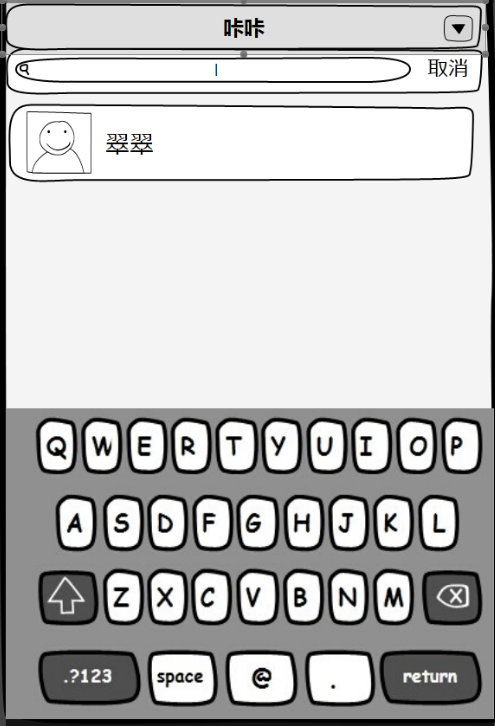 咔咔
取消
翠翠
Q W E R T Y U I O P
A S D F G H J K L
Z X C V B N M
.?123 space @ . return